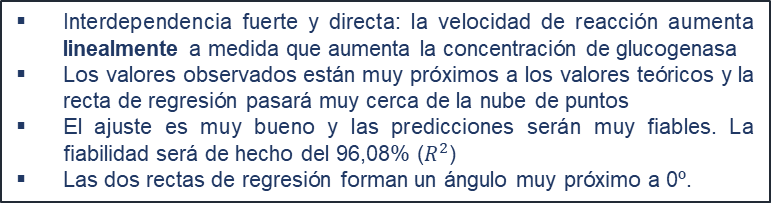 ▪ Interdependencia fuerte y directa: la velocidad de reacción aumenta
linealmente a medida que aumenta la concentración de glucogenasa
▪ Los valores observados están muy próximos a los valores teóricos y la
recta de regresión pasará muy cerca de la nube de puntos
▪ El ajuste es muy bueno y las predicciones serán muy fiables. La
fiabilidad será de hecho del 96,08% (𝑅²)
▪ Las dos rectas de regresión forman un ángulo muy próximo a 0º.